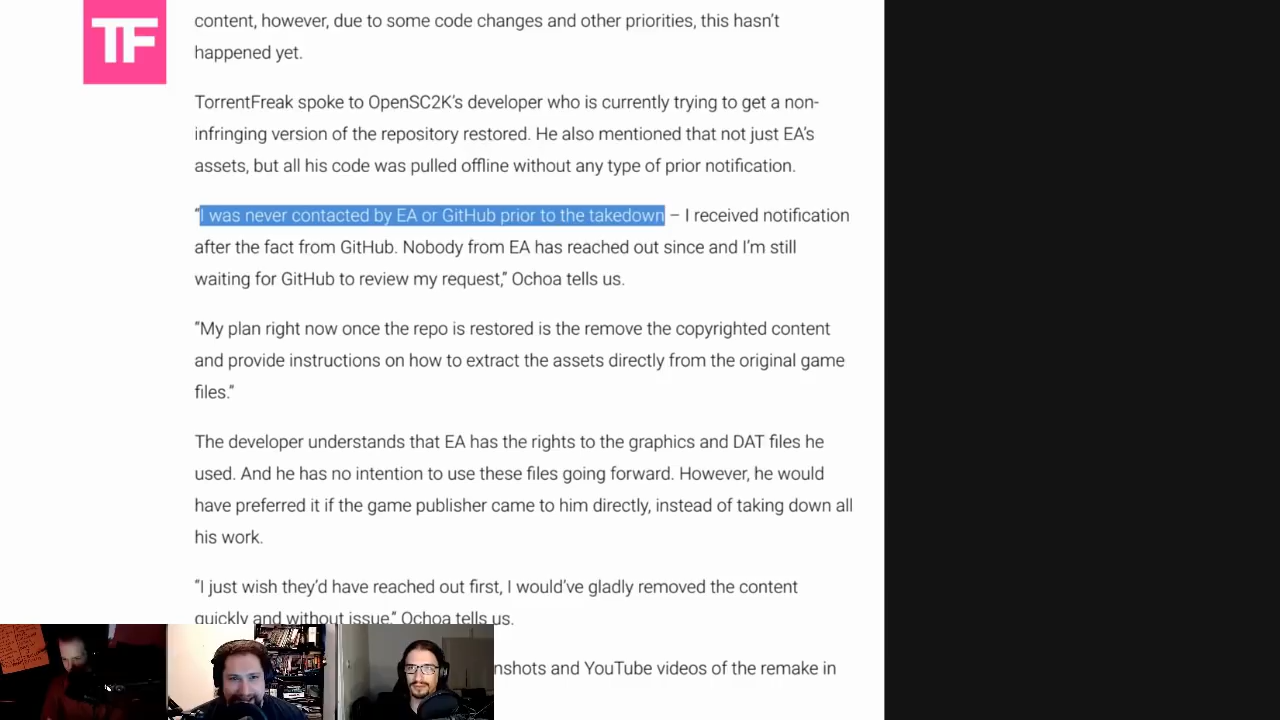 TF
content, however, due to some code changes and other priorities, this hasn't
happened yet.
TorrentFreak spoke to OpenSC2K's developer who is currently trying to get a non-
infringing version of the repository restored. He also mentioned that not just EA's
assets, but all his code was pulled offline without any type of prior notification.
“I was never contacted by EA or GitHub prior to the takedown – I received notification
after the fact from GitHub. Nobody from EA has reached out since and I'm still
waiting for GitHub to review my request,” Ochoa tells us.
“My plan right now once the repo is restored is the remove the copyrighted content
and provide instructions on how to extract the assets directly from the original game
files.”
The developer understands that EA has the rights to the graphics and DAT files he
used. And he has no intention to use these files going forward. However, he would
have preferred it if the game publisher came to him directly, instead of taking down all
his work.
“I just wish they'd have reached out first, I would've gladly removed the content
quickly and without issue,” Ochoa tells us.
nshots and YouTube videos of the remake in